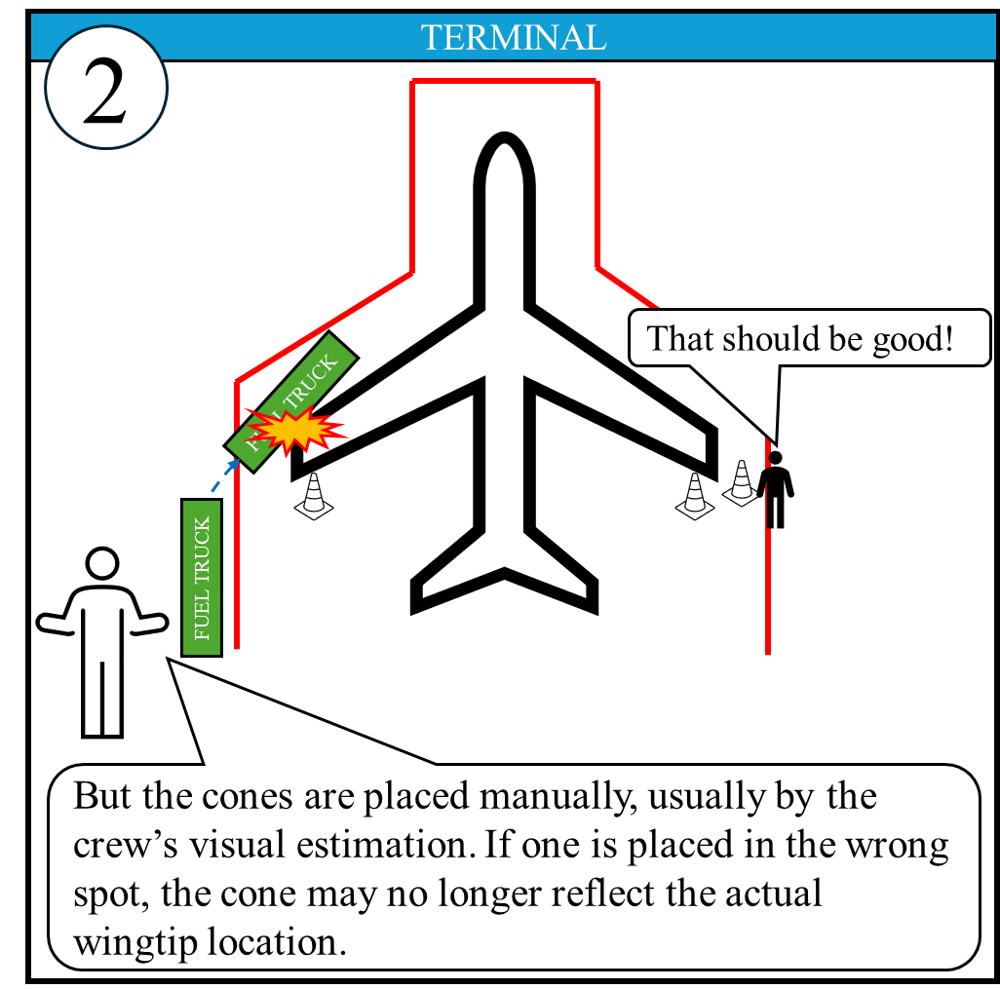 TERMINAL
2
That should be good!
FUEL TRUCK
FUEL TRUCK
But the cones are placed manually, usually by the
crew’s visual estimation. If one is placed in the wrong
spot, the cone may no longer reflect the actual
wingtip location.